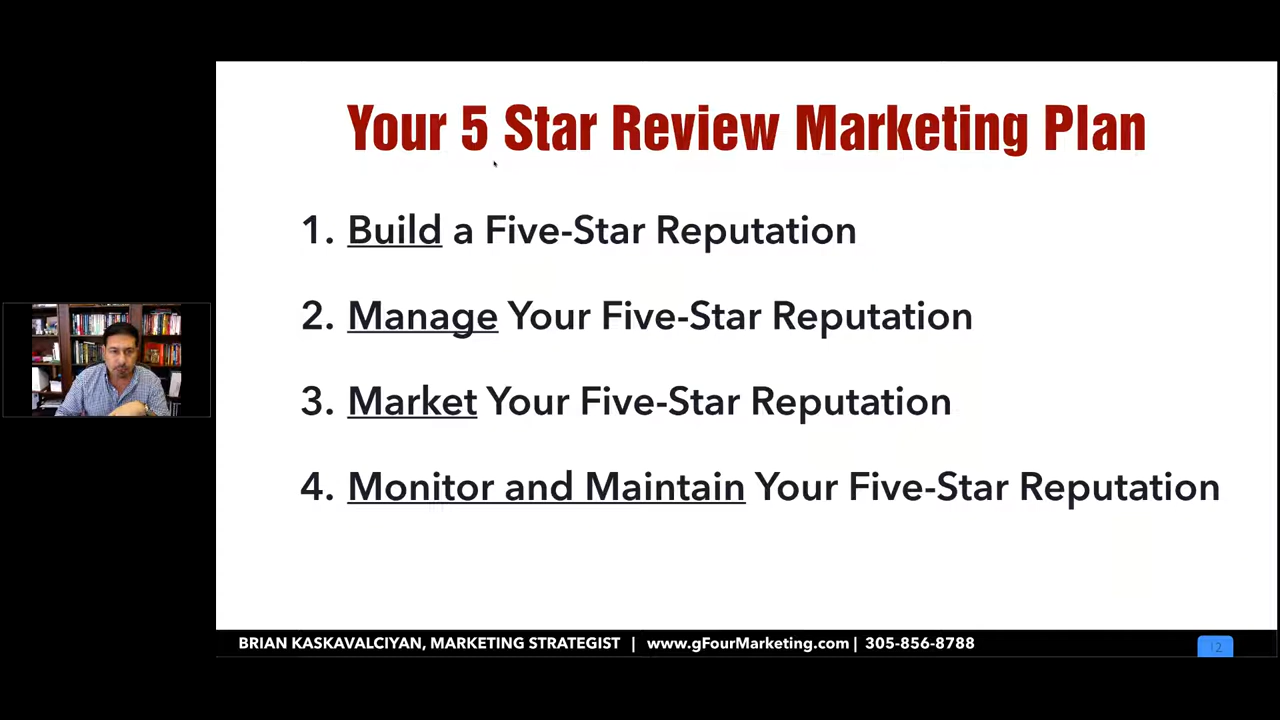 Your 5 Star Review Marketing Plan
1. Build a Five-Star Reputation
2. Manage Your Five-Star Reputation
3. Market Your Five-Star Reputation
4. Monitor and Maintain Your Five-Star Reputation
BRIAN KASKAVALCIYAN, MARKETING STRATEGIST | www.gFourMarketing.com | 305-856-8788
12